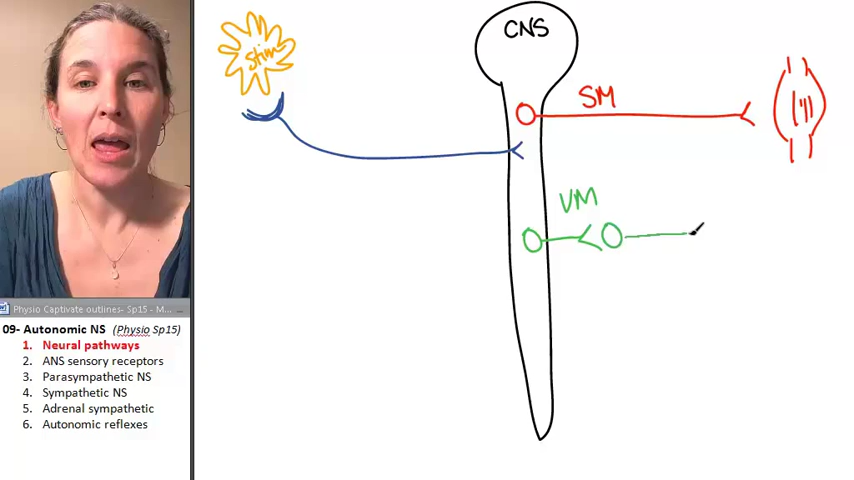 CNS
Stim
SM
VM
Physio Captivate outlines- Sp15 - M...
09- Autonomic NS (Physio Sp15)
1. Neural pathways
2. ANS sensory receptors
3. Parasympathetic NS
4. Sympathetic NS
5. Adrenal sympathetic
6. Autonomic reflexes